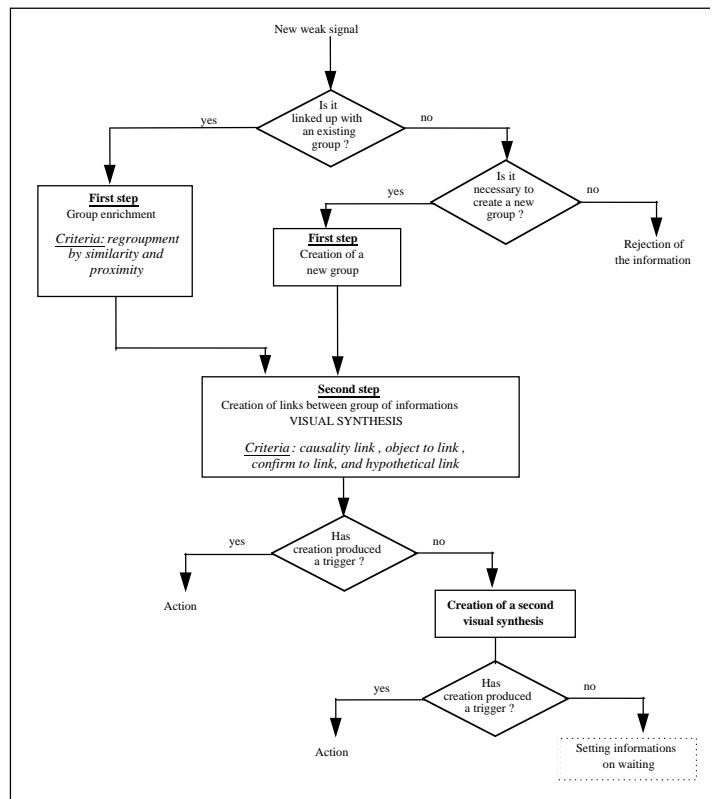 New weak signal
Is it
linked up with
an existing
group ?
yes
no
Is it
necessary to
create a new
group ?
yes
no
First step
Group enrichment
Criteria: regroupment
by similarity and
proximity
First step
Creation of a
new group
Rejection of
the information
Second step
Creation of links between group of informations
VISUAL SYNTHESIS
Criteria : causality link , object to link ,
confirm to link, and hypothetical link
Has
creation produced
a trigger ?
yes
no
Action
Creation of a second
visual synthesis
Has
creation produced
a trigger ?
yes
no
Action
Setting informations
on waiting